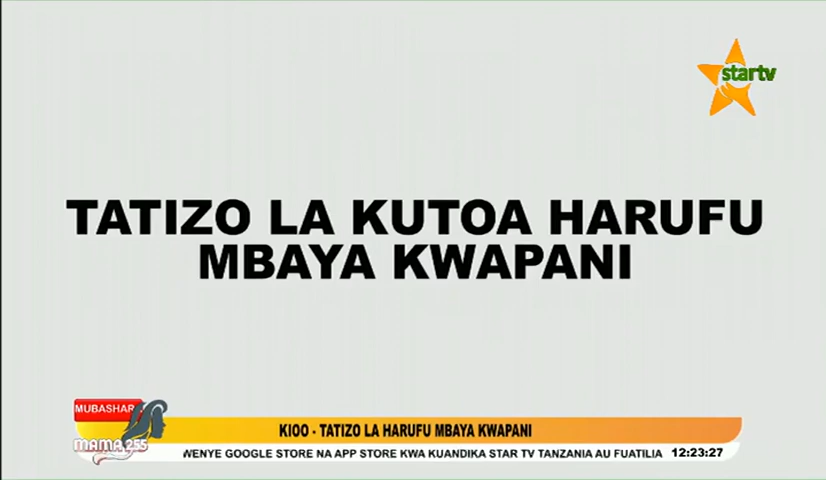 startv
TATIZO LA KUTOA HARUFU
MBAYA KWAPANI
MUBASHARA
MAMA 255
KIOO - TATIZO LA HARUFU MBAYA KWAPANI
WENYE GOOGLE STORE NA APP STORE KWA KUANDIKA STAR TV TANZANIA AU FUATILIA
12:23:27